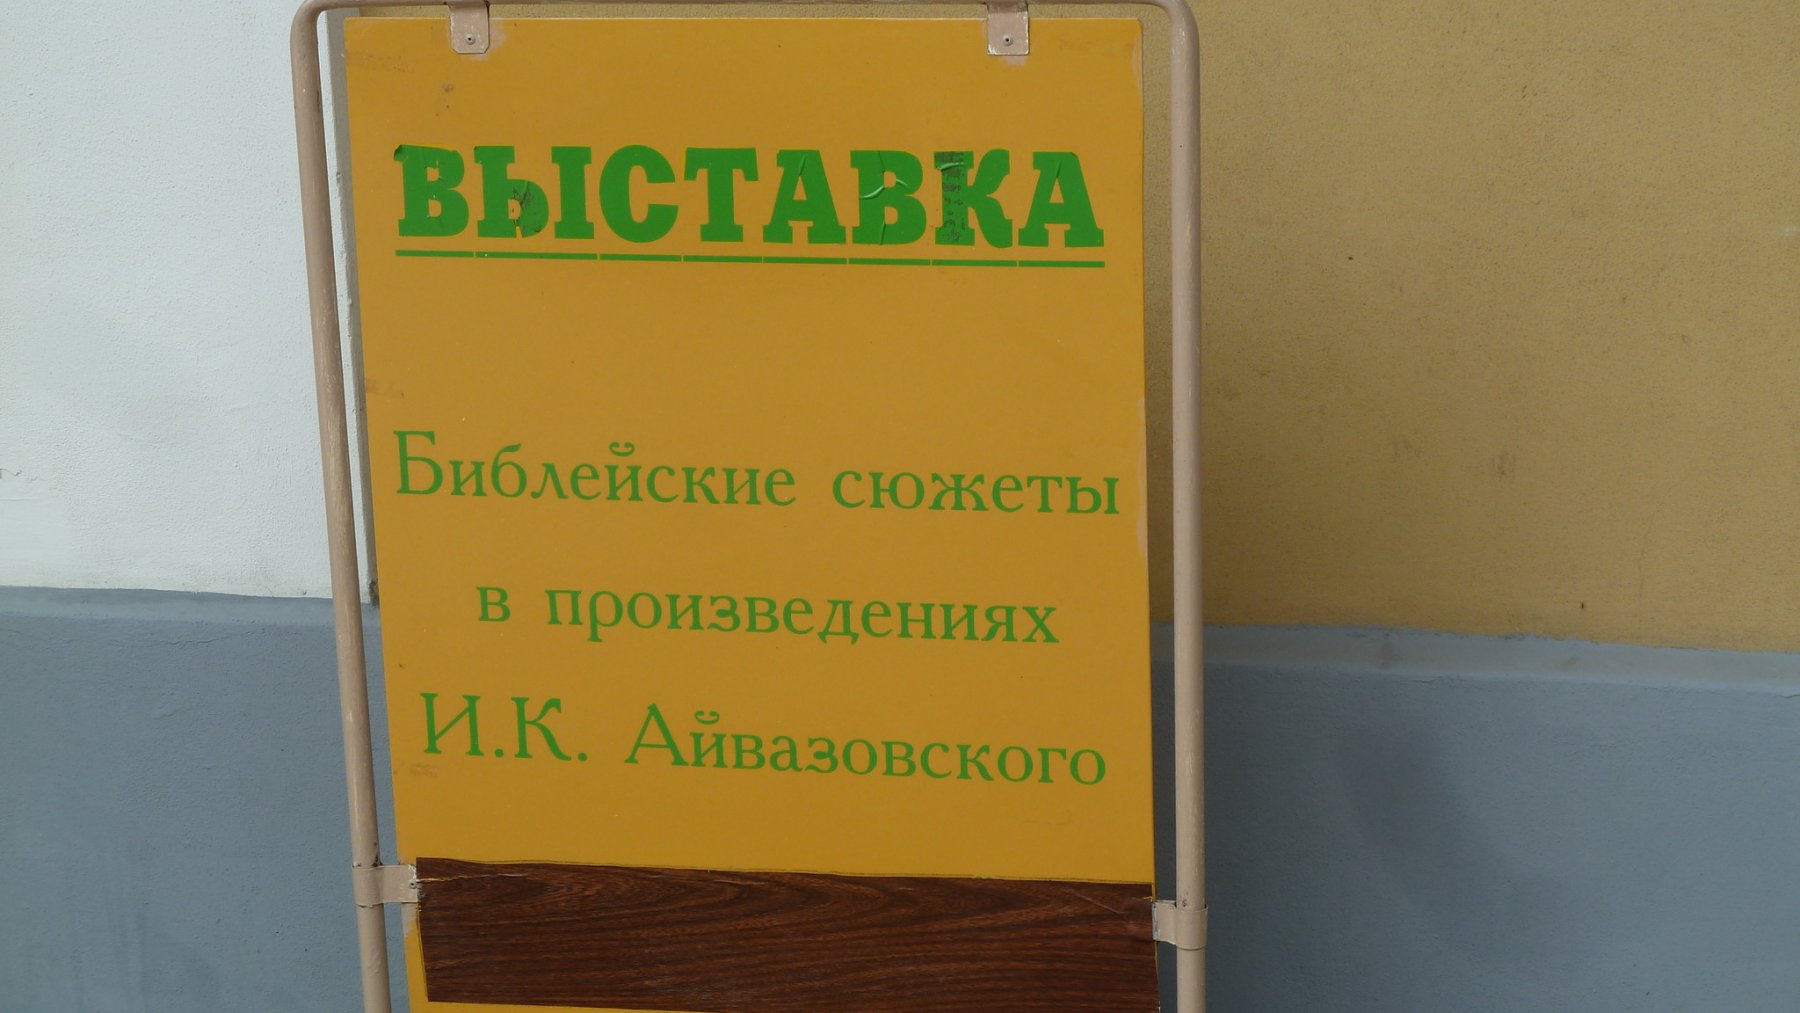 ВЫСТАВКА
Библейские сюжеты
в произведениях
И.К. Айвазовского